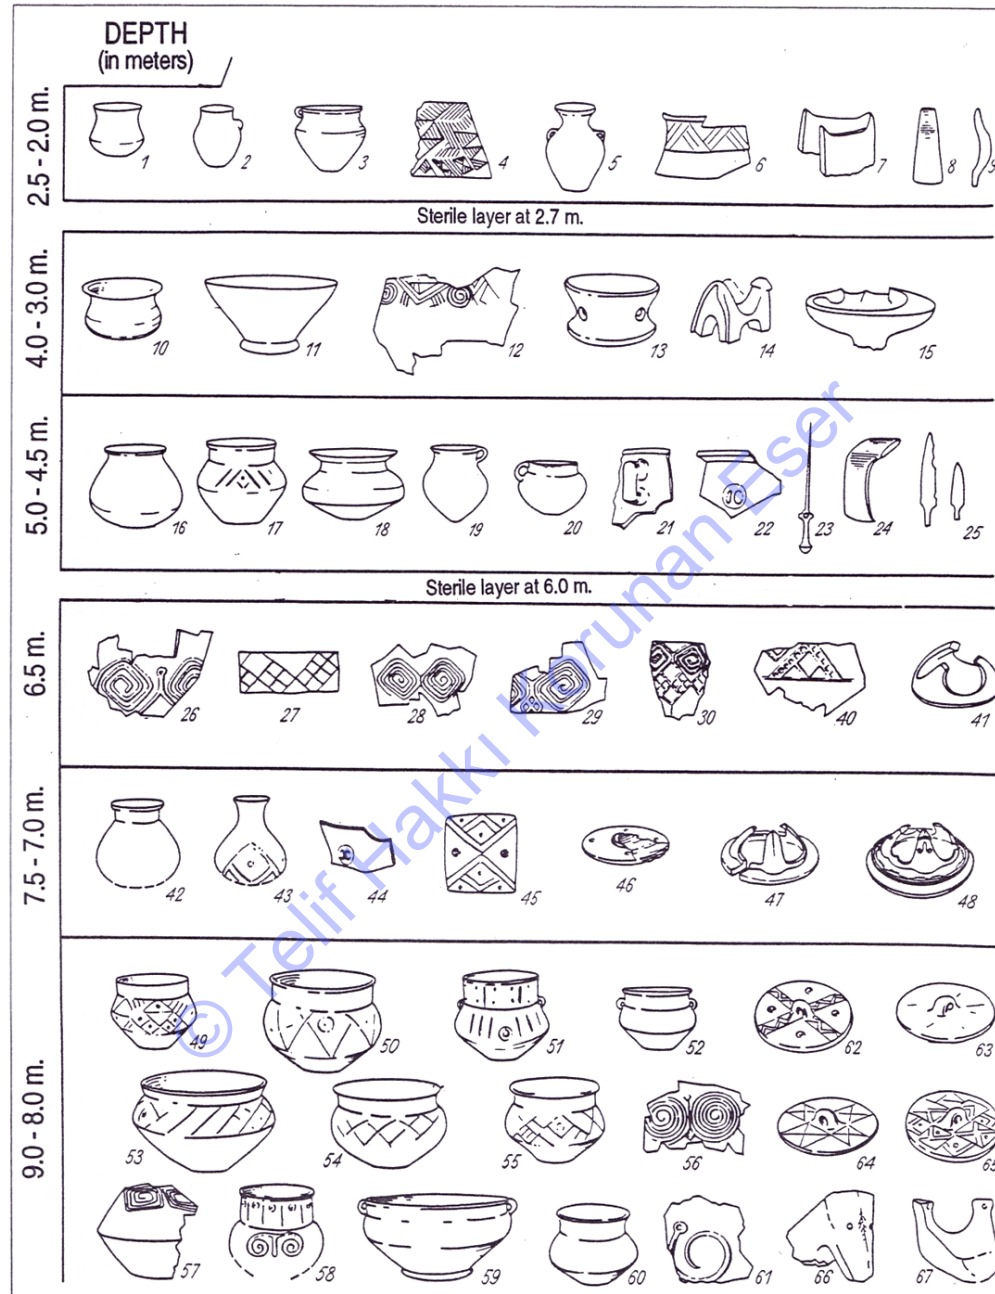 DEPTH
(in meters)
2.5 - 2.0 m.
1 2 3 4 5 6 7 8 9
Sterile layer at 2.7 m.
4.0 - 3.0 m.
10 11 12 13 14 15
5.0 - 4.5 m.
16 17 18 19 20 21 22 23 24 25
Sterile layer at 6.0 m.
6.5 m.
26 27 28 29 30 40 41
7.5 - 7.0 m.
42 43 44 45 46 47 48
9.0 - 8.0 m.
49 50 51 52 62 63
53 54 55 56 64 65
57 58 59 60 61 66 67
© Telif Hakkı Korunan Eser